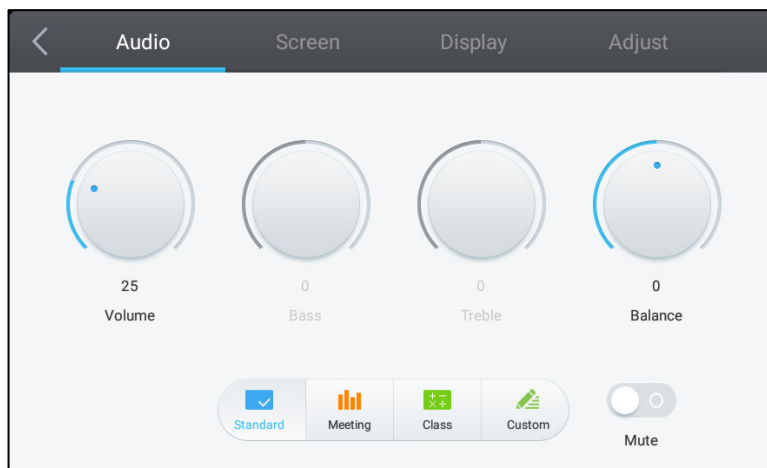 Audio Screen Display Adjust
25 0 0 0
Volume Bass Treble Balance
Standard Meeting Class Custom
Mute